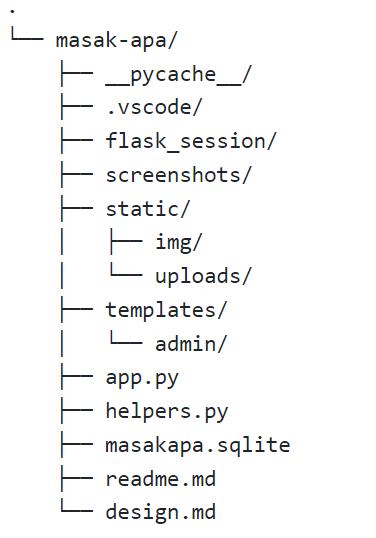 .
└── masak-apa/
    ├── __pycache__/
    ├── .vscode/
    ├── flask_session/
    ├── screenshots/
    ├── static/
    │   ├── img/
    │   └── uploads/
    ├── templates/
    │   └── admin/
    ├── app.py
    ├── helpers.py
    ├── masakapa.sqlite
    ├── readme.md
    └── design.md